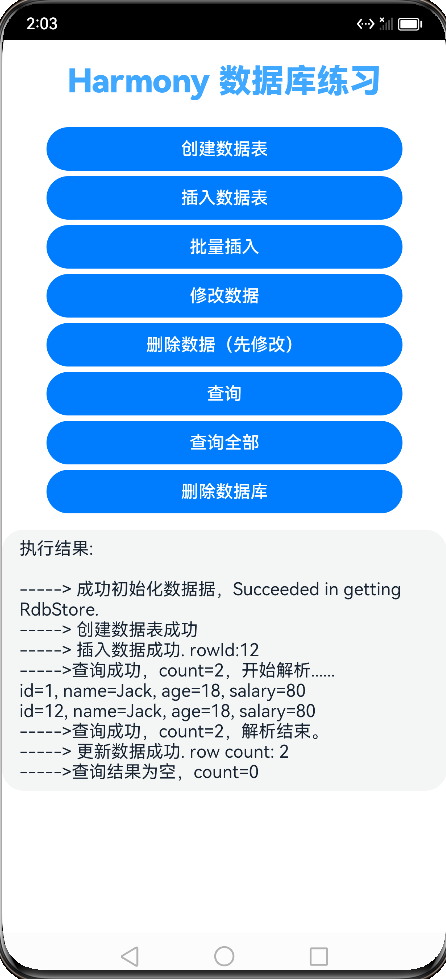 2:03
Harmony 数据库练习
创建数据表
插入数据表
批量插入
修改数据
删除数据（先修改）
查询
查询全部
删除数据库
执行结果:
-----> 成功初始化数据据，Succeeded in getting
RdbStore.
-----> 创建数据表成功
-----> 插入数据成功. rowId:12
----->查询成功，count=2，开始解析......
id=1, name=Jack, age=18, salary=80
id=12, name=Jack, age=18, salary=80
----->查询成功，count=2，解析结束。
-----> 更新数据成功. row count: 2
----->查询结果为空，count=0